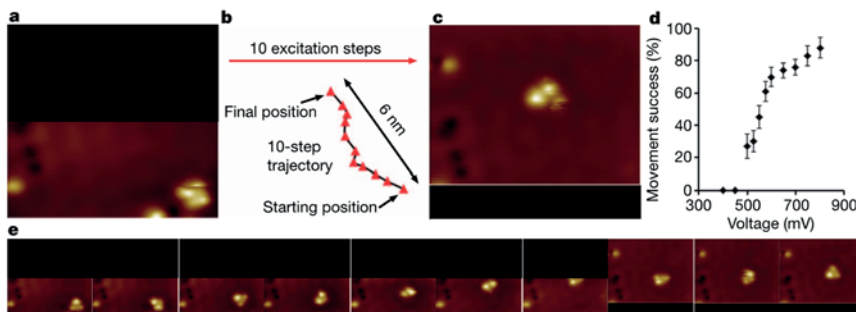 a
b
c
d
10 excitation steps
Final position
6 nm
10-step
trajectory
Starting position
Movement success (%)
100
80
60
40
20
0
300 500 700 900
Voltage (mV)
e